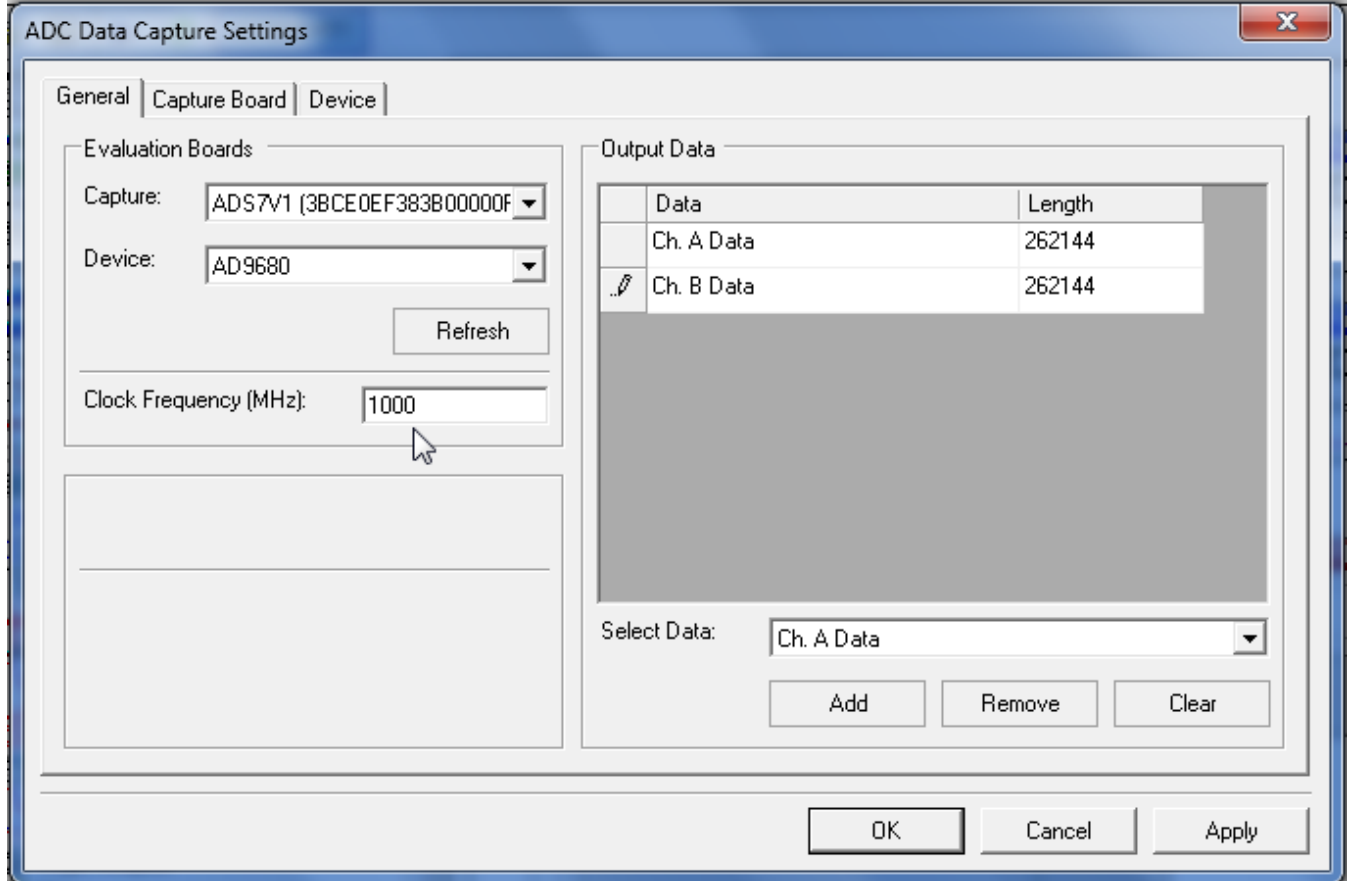 ADC Data Capture Settings
General
Capture Board
Device
Evaluation Boards
Capture:
ADS7V1 (3BCE0EF383B00000F
Device:
AD9680
Refresh
Clock Frequency (MHz):
1000
Output Data
Data Length
Ch. A Data 262144
Ch. B Data 262144
Select Data:
Ch. A Data
Add
Remove
Clear
OK
Cancel
Apply